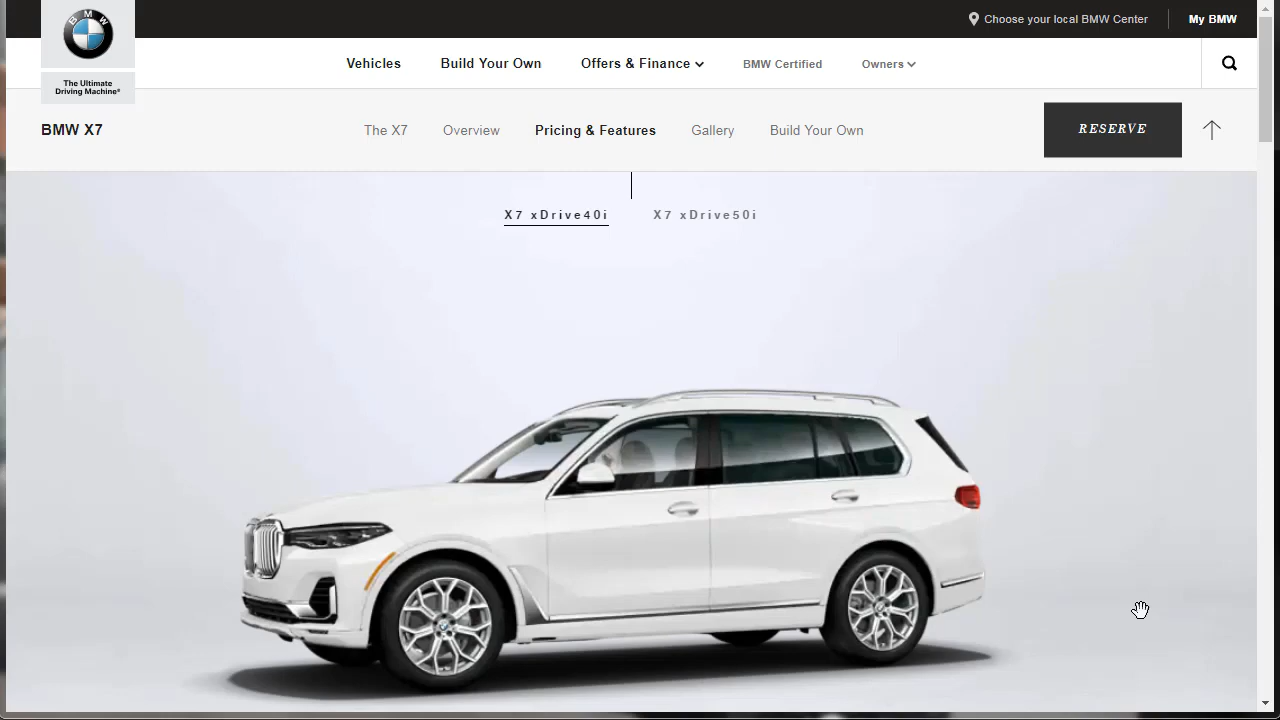 Choose your local BMW Center
My BMW
BMW
The Ultimate
Driving Machine®
Vehicles
Build Your Own
Offers & Finance
BMW Certified
Owners
BMW X7
The X7
Overview
Pricing & Features
Gallery
Build Your Own
RESERVE
X7 xDrive40i
X7 xDrive50i